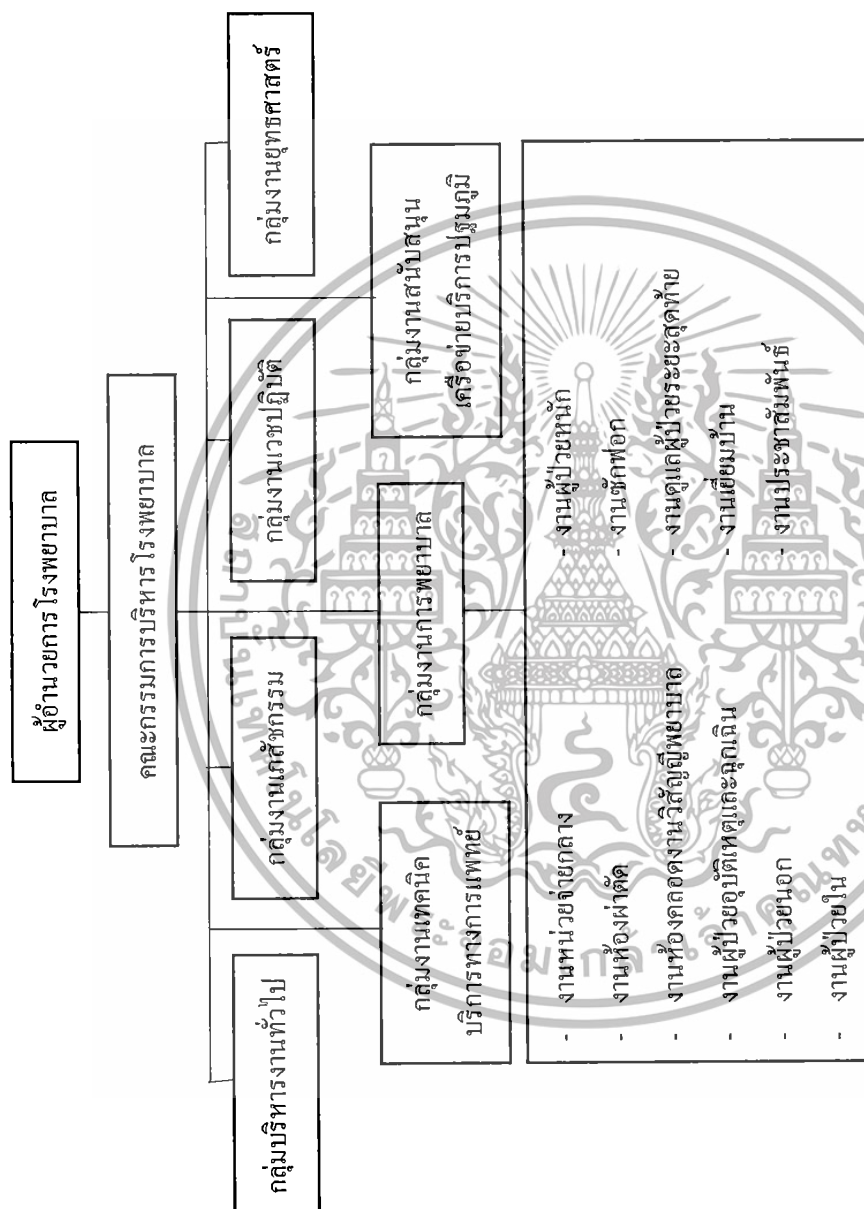 ผู้อำนวยการโรงพยาบาล
คณะกรรมการบริหารโรงพยาบาล
กลุ่มบริหารงานทั่วไป
กลุ่มงานเภสัชกรรม
กลุ่มงานเวชปฏิบัติ
กลุ่มงานยุทธศาสตร์
กลุ่มงานเทคนิค
บริการทางการแพทย์
กลุ่มงานการพยาบาล
กลุ่มงานสนับสนุน
เครือข่ายบริการปฐมภูมิ
- งานหน่วยจ่ายกลาง
- งานห้องผ่าตัด
- งานห้องคลอดงานวิสัญญีพยาบาล
- งานผู้ป่วยอุบัติเหตุและฉุกเฉิน
- งานผู้ป่วยนอก
- งานผู้ป่วยใน
- งานผู้ป่วยหนัก
- งานซักฟอก
- งานดูแลผู้ป่วยระยะสุดท้าย
- งานเยี่ยมบ้าน
- งานประชาสัมพันธ์